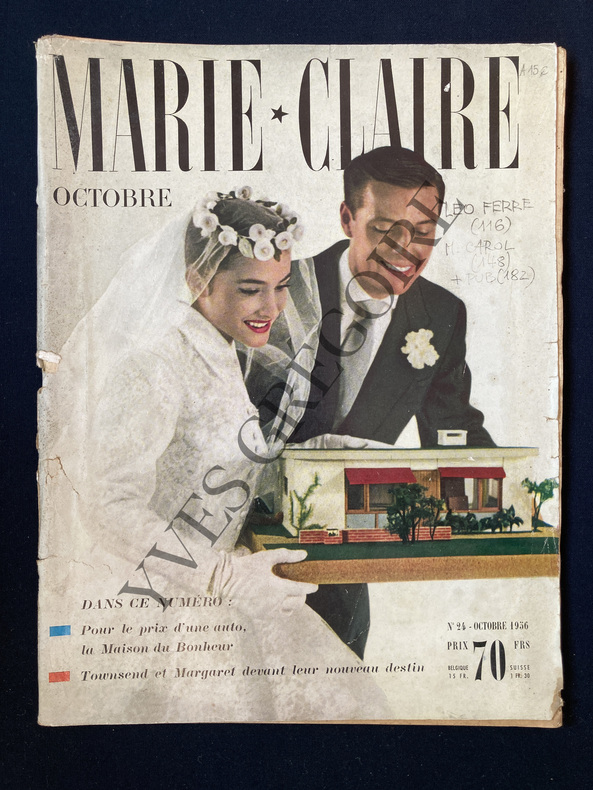 MARIE ★ CLAIRE
A 15 €
OCTOBRE
LEO FERRE
(116)
M. CAROL
(148)
+ PUB (182)
YVES GREGOIRE
DANS CE NUMÉRO :
Pour le prix d'une auto,
la Maison du Bonheur
Townsend et Margaret devant leur nouveau destin
N° 24 - OCTOBRE 1956
PRIX 70 FRS
BELGIQUE
15 FR.
SUISSE
1 FR: 30